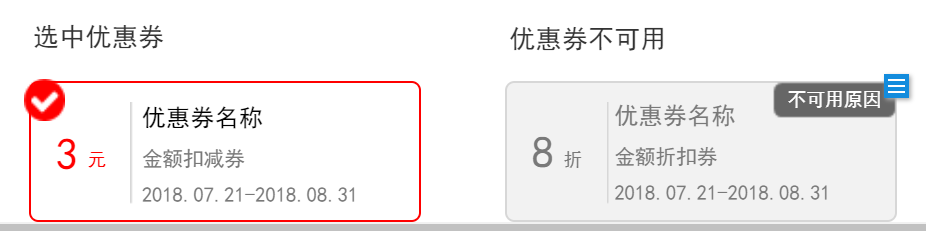 选中优惠券
3 元
优惠券名称
金额扣减券
2018.07.21-2018.08.31
优惠券不可用
不可用原因
8 折
优惠券名称
金额折扣券
2018.07.21-2018.08.31